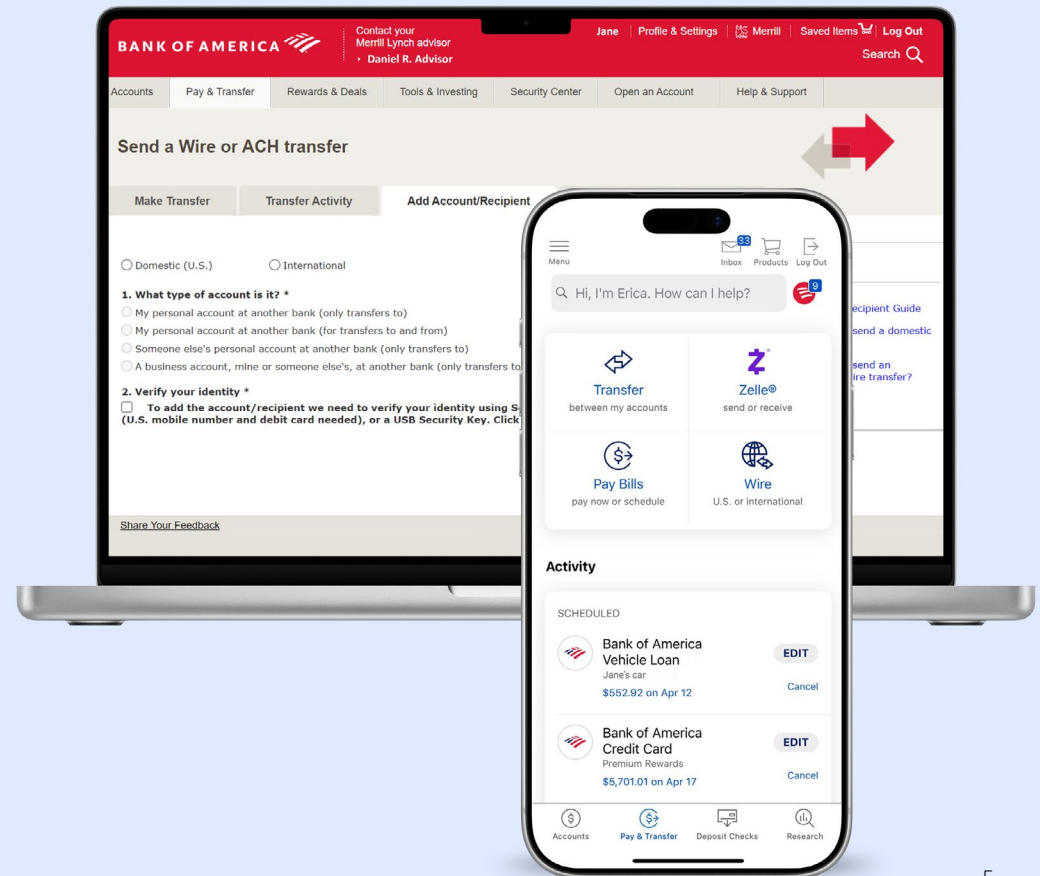 BANK OF AMERICA
Contact your
Merrill Lynch advisor
Daniel R. Advisor
Jane Profile & Settings Merrill Saved Items Log Out
Search
Accounts Pay & Transfer Rewards & Deals Tools & Investing Security Center Open an Account Help & Support
Send a Wire or ACH transfer
Make Transfer Transfer Activity Add Account/Recipient
Domestic (U.S.) International
1. What type of account is it? *
My personal account at another bank (only transfers to)
My personal account at another bank (for transfers to and from)
Someone else's personal account at another bank (only transfers to)
A business account, mine or someone else's, at another bank (only transfers to
2. Verify your identity *
To add the account/recipient we need to verify your identity using S
(U.S. mobile number and debit card needed), or a USB Security Key. Click
ecipient Guide
send a domestic
send an
ire transfer?
Share Your Feedback
Menu
33
Inbox Products Log Out
Hi, I'm Erica. How can I help?
9
Transfer
between my accounts
Zelle®
send or receive
Pay Bills
pay now or schedule
Wire
U.S. or international
Activity
SCHEDULED
Bank of America
Vehicle Loan
Jane's car
$552.92 on Apr 12
EDIT
Cancel
Bank of America
Credit Card
Premium Rewards
$5,701.01 on Apr 17
EDIT
Cancel
Accounts Pay & Transfer Deposit Checks Research